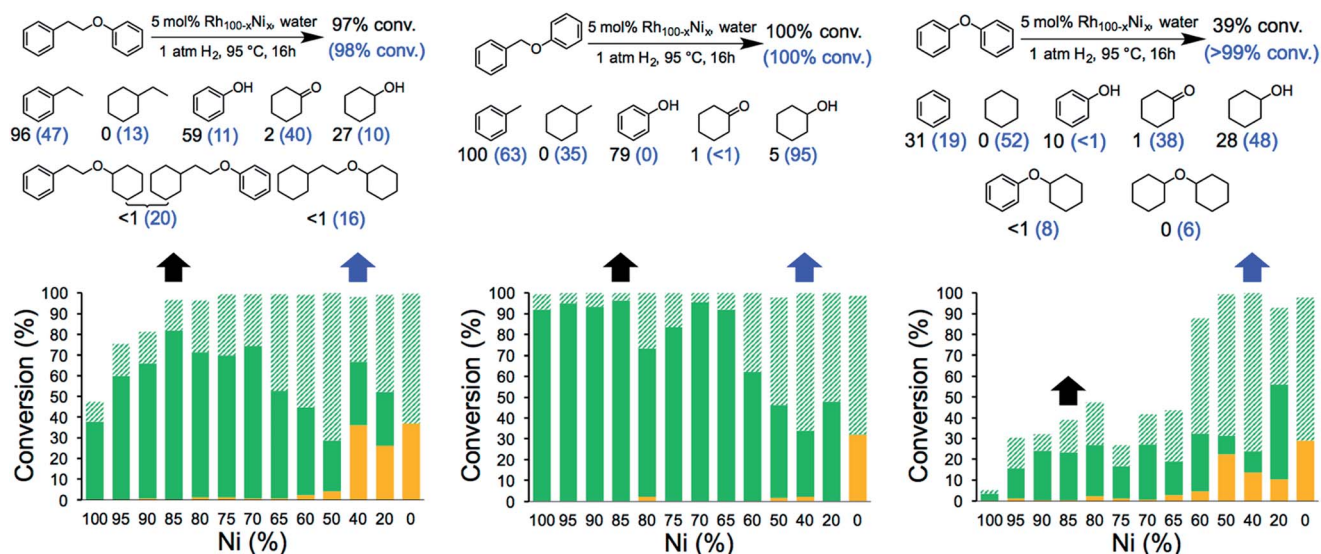 5 mol% Rh100-xNix, water
1 atm H2, 95 °C, 16h
97% conv.
(98% conv.)
O
OH
O
OH
96 (47)
0 (13)
59 (11)
2 (40)
27 (10)
O
O
O
<1 (20)
<1 (16)
Conversion (%)
100
90
80
70
60
50
40
30
20
10
0
100 95 90 85 80 75 70 65 60 50 40 20 0
Ni (%)
5 mol% Rh100-xNix, water
1 atm H2, 95 °C, 16h
100% conv.
(100% conv.)
O
OH
O
OH
100 (63)
0 (35)
79 (0)
1 (<1)
5 (95)
Conversion (%)
100
90
80
70
60
50
40
30
20
10
0
100 95 90 85 80 75 70 65 60 50 40 20 0
Ni (%)
O
5 mol% Rh100-xNix, water
1 atm H2, 95 °C, 16h
39% conv.
(>99% conv.)
OH
O
OH
31 (19)
0 (52)
10 (<1)
1 (38)
28 (48)
O
O
<1 (8)
0 (6)
Conversion (%)
100
90
80
70
60
50
40
30
20
10
0
100 95 90 85 80 75 70 65 60 50 40 20 0
Ni (%)